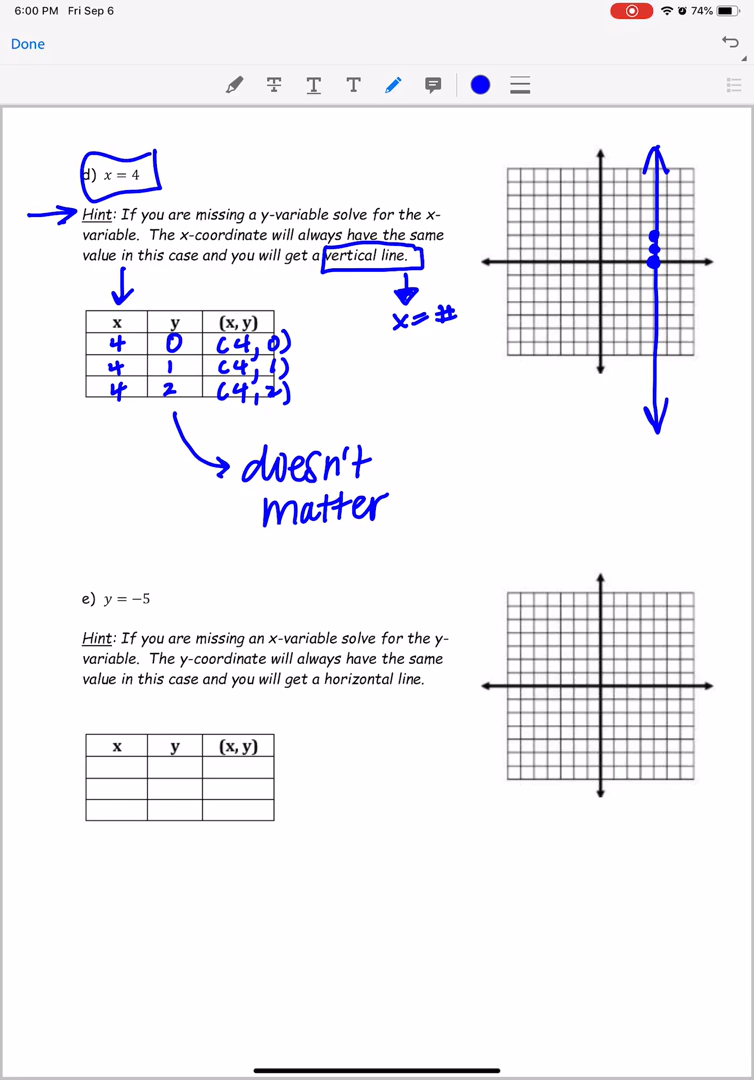 6:00 PM Fri Sep 6
74%
Done
T T T
d) x = 4
Hint: If you are missing a y-variable solve for the x-
variable. The x-coordinate will always have the same
value in this case and you will get a vertical line.
x = #
x y (x, y)
4 0 (4, 0)
4 1 (4, 1)
4 2 (4, 2)
doesn't
matter
e) y = −5
Hint: If you are missing an x-variable solve for the y-
variable. The y-coordinate will always have the same
value in this case and you will get a horizontal line.
x y (x, y)